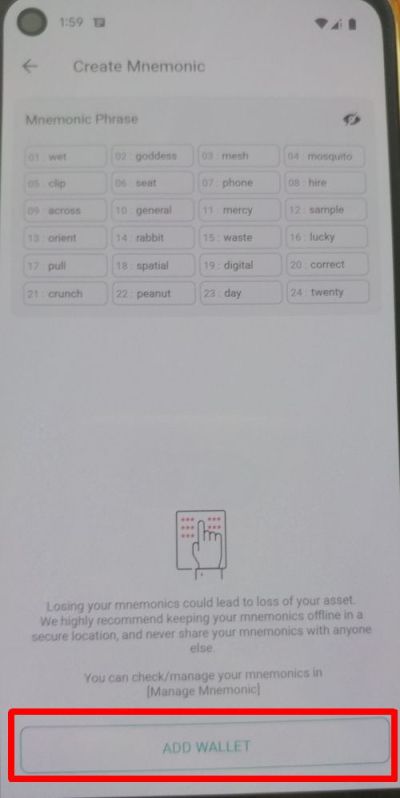 1:59
Create Mnemonic
Mnemonic Phrase
01 : wet 02 : goddess 03 : mesh 04 : mosquito
05 : clip 06 : seat 07 : phone 08 : hire
09 : across 10 : general 11 : mercy 12 : sample
13 : orient 14 : rabbit 15 : waste 16 : lucky
17 : pull 18 : spatial 19 : digital 20 : correct
21 : crunch 22 : peanut 23 : day 24 : twenty
Losing your mnemonics could lead to loss of your asset.
We highly recommend keeping your mnemonics offline in a
secure location, and never share your mnemonics with anyone
else.
You can check/manage your mnemonics in
[Manage Mnemonic]
ADD WALLET